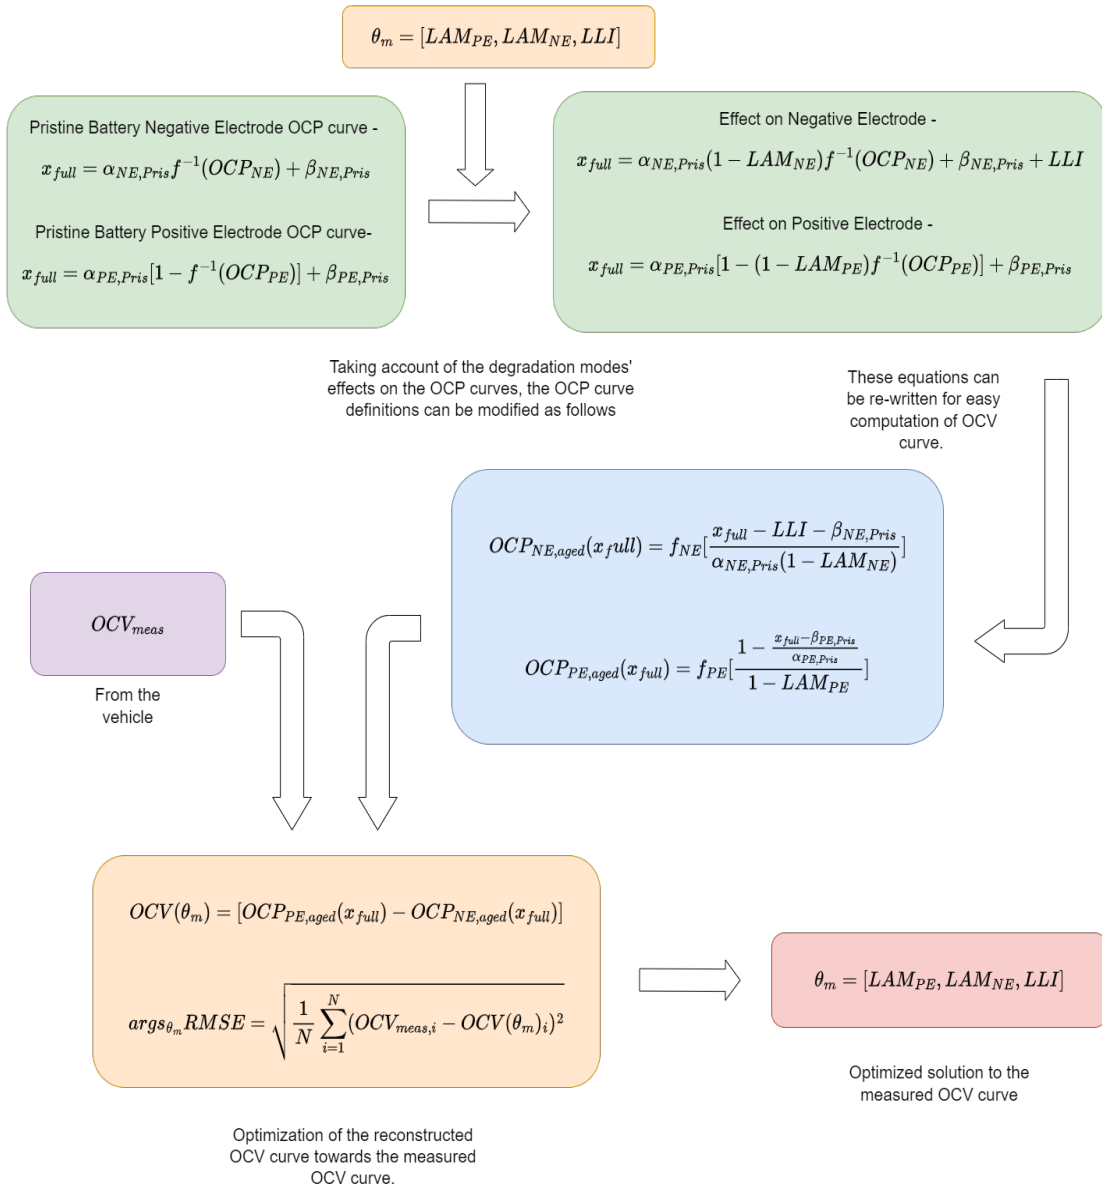 θ_m = [LAM_PE, LAM_NE, LLI]
Pristine Battery Negative Electrode OCP curve -
x_full = α_NE,Pris f⁻¹(OCP_NE) + β_NE,Pris
Pristine Battery Positive Electrode OCP curve-
x_full = α_PE,Pris[1 − f⁻¹(OCP_PE)] + β_PE,Pris
Effect on Negative Electrode -
x_full = α_NE,Pris(1 − LAM_NE)f⁻¹(OCP_NE) + β_NE,Pris + LLI
Effect on Positive Electrode -
x_full = α_PE,Pris[1 − (1 − LAM_PE)f⁻¹(OCP_PE)] + β_PE,Pris
Taking account of the degradation modes'
effects on the OCP curves, the OCP curve
definitions can be modified as follows
These equations can
be re-written for easy
computation of OCV
curve.
OCP_NE,aged(x_full) = f_NE[(x_full − LLI − β_NE,Pris) / (α_NE,Pris(1 − LAM_NE))]
OCP_PE,aged(x_full) = f_PE[(1 − (x_full − β_PE,Pris) / α_PE,Pris) / (1 − LAM_PE)]
OCV_meas
From the
vehicle
OCV(θ_m) = [OCP_PE,aged(x_full) − OCP_NE,aged(x_full)]
args_θ_m RMSE = √(1/N ∑_{i=1}^{N} (OCV_meas,i − OCV(θ_m)_i)²)
Optimization of the reconstructed
OCV curve towards the measured
OCV curve.
θ_m = [LAM_PE, LAM_NE, LLI]
Optimized solution to the
measured OCV curve